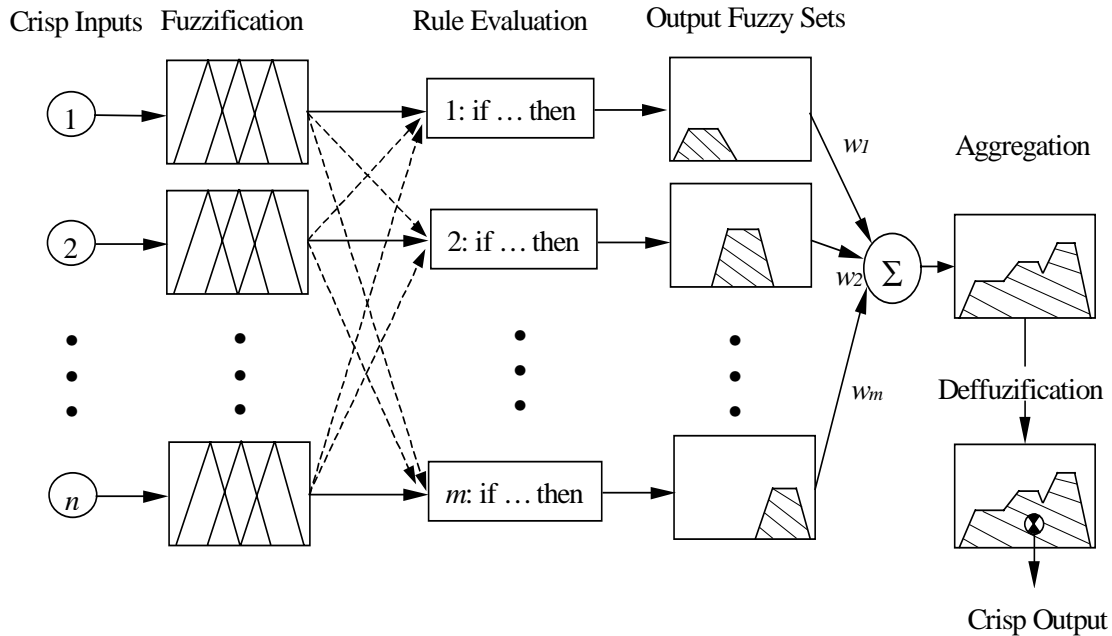 Crisp Inputs
Fuzzification
Rule Evaluation
Output Fuzzy Sets
1
1: if … then
w1
Aggregation
2
2: if … then
w2
Σ
wm
Deffuzification
n
m: if … then
Crisp Output